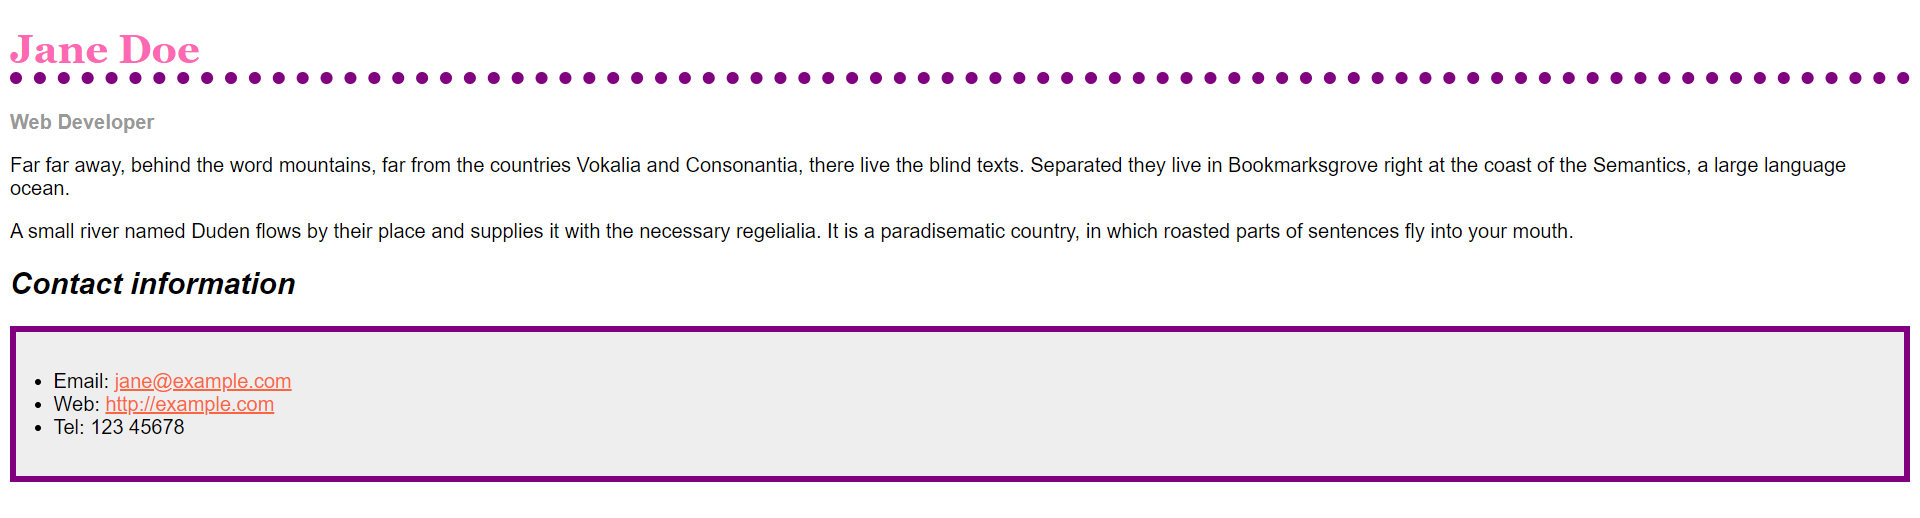 Jane Doe
Web Developer
Far far away, behind the word mountains, far from the countries Vokalia and Consonantia, there live the blind texts. Separated they live in Bookmarksgrove right at the coast of the Semantics, a large language
ocean.
A small river named Duden flows by their place and supplies it with the necessary regelialia. It is a paradisematic country, in which roasted parts of sentences fly into your mouth.
Contact information
• Email: jane@example.com
• Web: http://example.com
• Tel: 123 45678